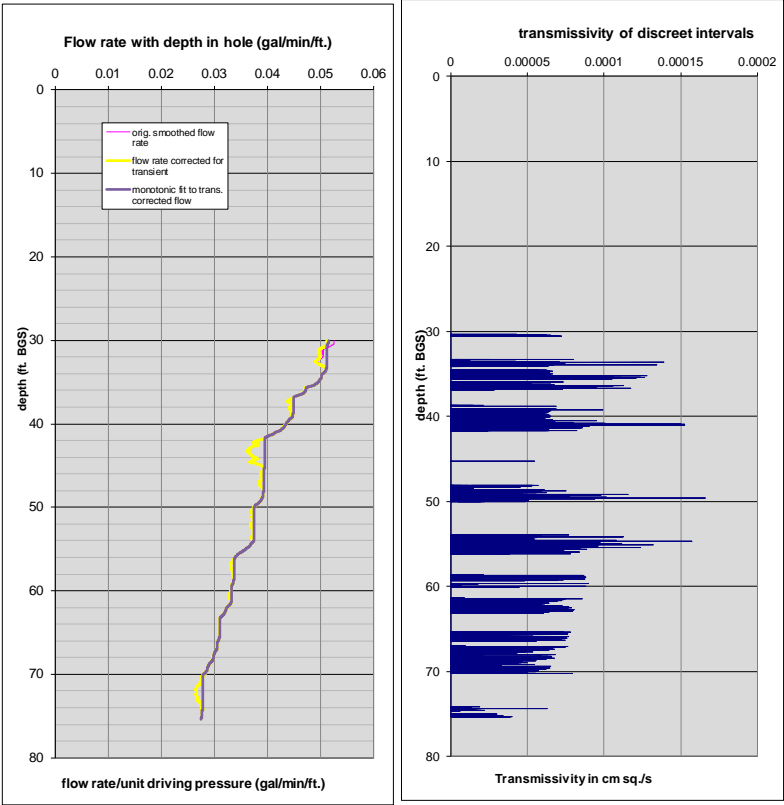 Flow rate with depth in hole (gal/min/ft.)
0 0.01 0.02 0.03 0.04 0.05 0.06
0
10
20
30
40
50
60
70
80
depth (ft. BGS)
orig. smoothed flow
rate
flow rate corrected for
transient
monotonic fit to trans.
corrected flow
flow rate/unit driving pressure (gal/min/ft.)
transmissivity of discreet intervals
0 0.00005 0.0001 0.00015 0.0002
0
10
20
30
40
50
60
70
80
depth (ft. BGS)
Transmissivity in cm sq./s